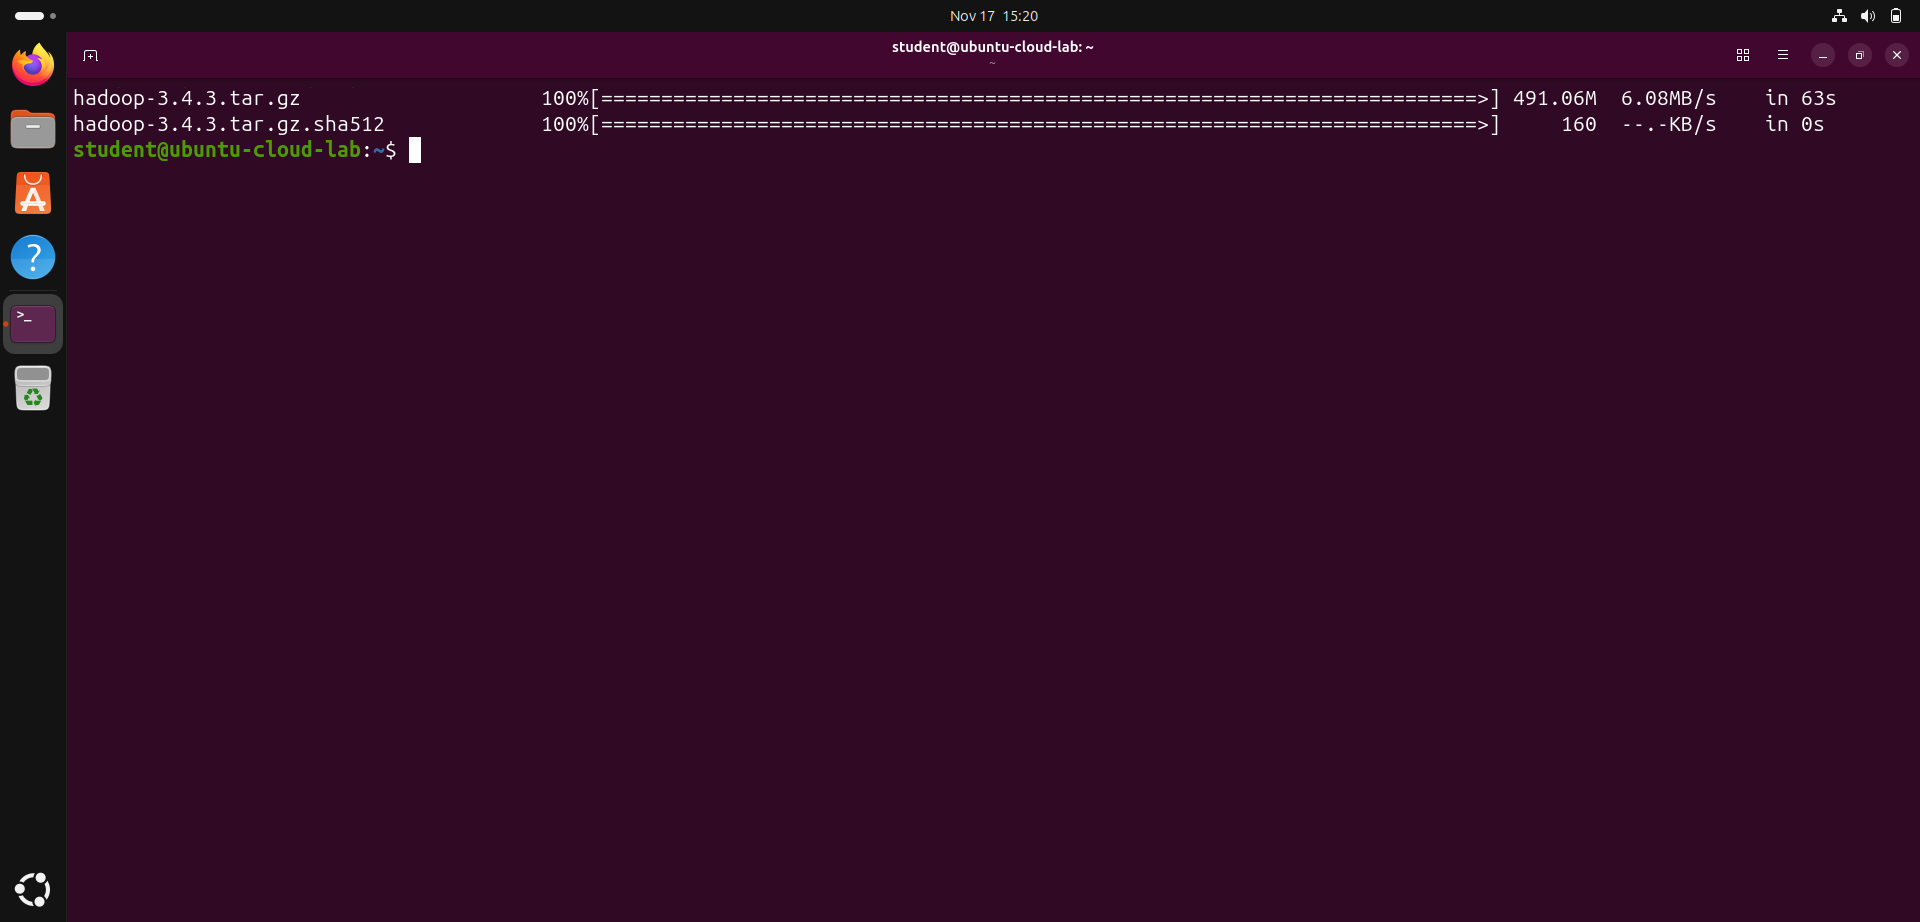 Nov 17 15:20
student@ubuntu-cloud-lab: ~
~
hadoop-3.4.3.tar.gz 100%[=========================================================================>] 491.06M 6.08MB/s in 63s
hadoop-3.4.3.tar.gz.sha512 100%[=========================================================================>] 160 --.-KB/s in 0s
student@ubuntu-cloud-lab:~$